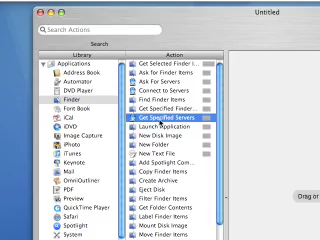 Untitled
Search Actions
Search
Library
Applications
Address Book
Automator
DVD Player
Finder
Font Book
iCal
iDVD
Image Capture
iPhoto
iTunes
Keynote
Mail
OmniOutliner
PDF
Preview
QuickTime Player
Safari
Spotlight
System
Action
Get Selected Finder I...
Ask for Finder Items
Ask For Servers
Connect to Servers
Find Finder Items
Get Specified Finder...
Get Specified Servers
Launch Application
New Disk Image
New Folder
New Text File
Add Spotlight Com...
Copy Finder Items
Create Archive
Eject Disk
Filter Finder Items
Get Folder Contents
Label Finder Items
Mount Disk Image
Move Finder Items
Drag or